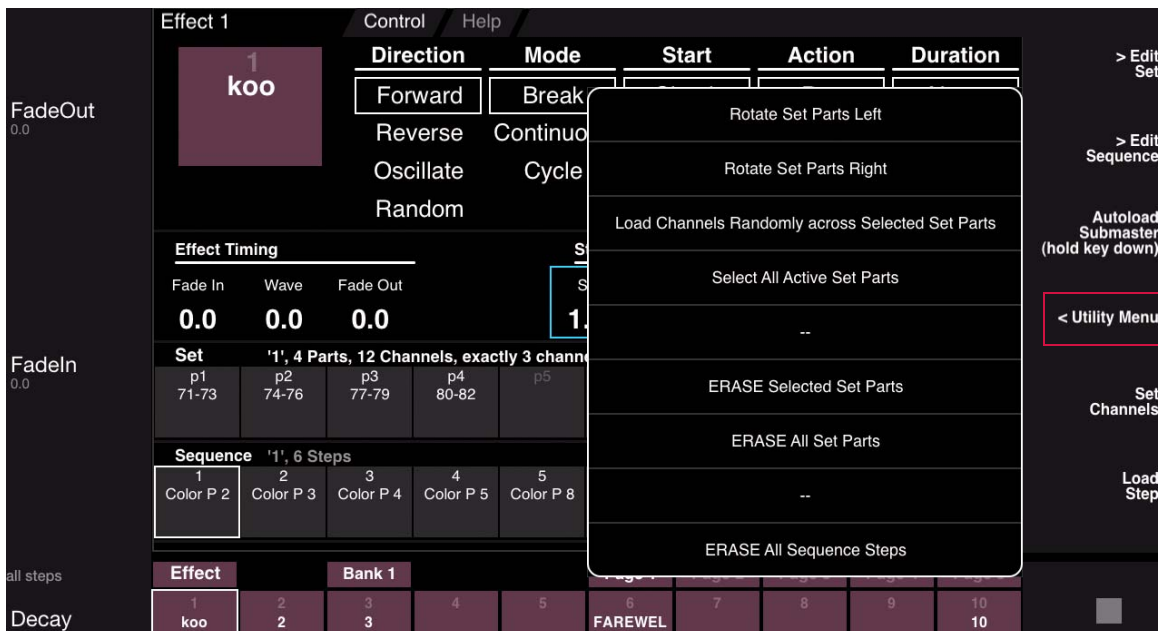 Effect 1
Control
Help
FadeOut
0.0
1
koo
Direction
Mode
Start
Action
Duration
Forward
Break
Reverse
Continuo
Oscillate
Cycle
Random
Effect Timing
Fade In
Wave
Fade Out
S
0.0
0.0
0.0
1.
FadeIn
0.0
Set
'1', 4 Parts, 12 Channels, exactly 3 channe
p1
71-73
p2
74-76
p3
77-79
p4
80-82
p5
Sequence
'1', 6 Steps
1
Color P 2
2
Color P 3
3
Color P 4
4
Color P 5
5
Color P 8
Rotate Set Parts Left
Rotate Set Parts Right
Load Channels Randomly across Selected Set Parts
Select All Active Set Parts
--
ERASE Selected Set Parts
ERASE All Set Parts
--
ERASE All Sequence Steps
> Edit
Set
> Edit
Sequence
Autoload
Submaster
(hold key down)
< Utility Menu
Set
Channels
Load
Step
all steps
Decay
Effect
Bank 1
1
koo
2
2
3
3
4
5
6
FAREWEL
7
8
9
10
10